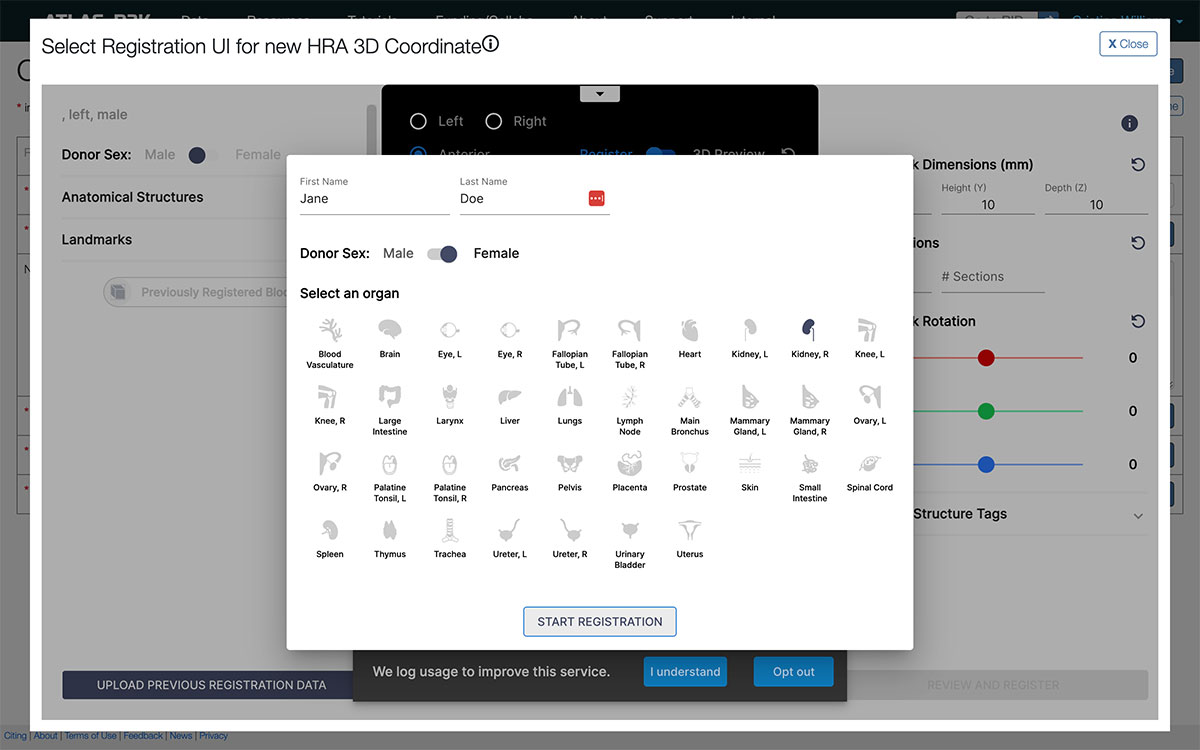 Select Registration UI for new HRA 3D Coordinate
X Close
, left, male
Donor Sex: Male Female
Anatomical Structures
Landmarks
Left Right
Register
3D Preview
Dimensions (mm)
Height (Y) Depth (Z)
10 10
# Sections
Rotation
0
0
0
Structure Tags
First Name Last Name
Jane Doe
Donor Sex: Male Female
Select an organ
Blood Vasculature
Brain
Eye, L
Eye, R
Fallopian Tube, L
Fallopian Tube, R
Heart
Kidney, L
Kidney, R
Knee, L
Knee, R
Large Intestine
Larynx
Liver
Lungs
Lymph Node
Main Bronchus
Mammary Gland, L
Mammary Gland, R
Ovary, L
Ovary, R
Palatine Tonsil, L
Palatine Tonsil, R
Pancreas
Pelvis
Placenta
Prostate
Skin
Small Intestine
Spinal Cord
Spleen
Thymus
Trachea
Ureter, L
Ureter, R
Urinary Bladder
Uterus
START REGISTRATION
Previously Registered
UPLOAD PREVIOUS REGISTRATION DATA
We log usage to improve this service.
I understand
Opt out
REVIEW AND REGISTER
Citing | About | Terms of Use | Feedback | News | Privacy